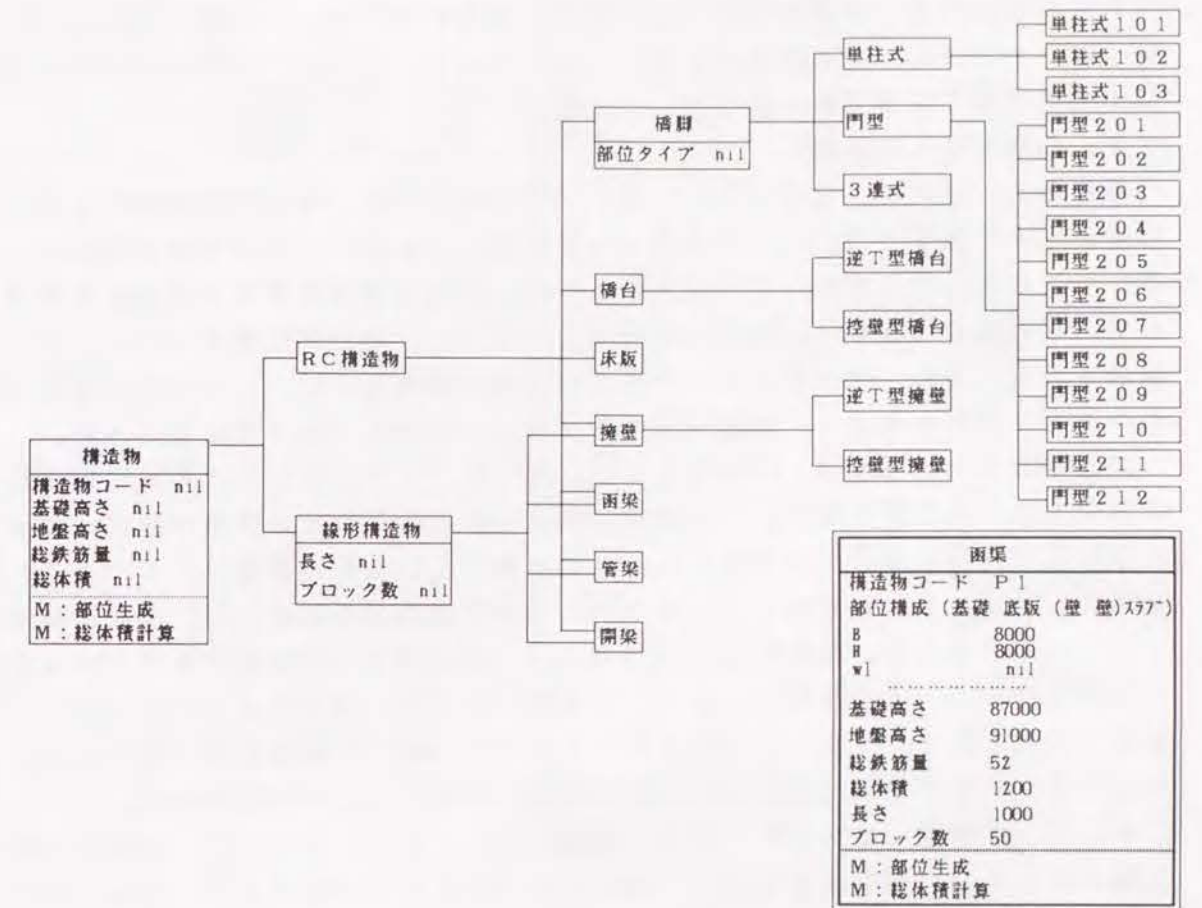 構造物
構造物コード nil
基礎高さ nil
地盤高さ nil
総鉄筋量 nil
総体積 nil
M：部位生成
M：総体積計算
RC構造物
線形構造物
長さ nil
ブロック数 nil
橋脚
部位タイプ nil
橋台
床版
擁壁
函梁
管梁
開梁
単柱式
門型
3連式
逆T型橋台
控壁型橋台
逆T型擁壁
控壁型擁壁
単柱式101
単柱式102
単柱式103
門型201
門型202
門型203
門型204
門型205
門型206
門型207
門型208
門型209
門型210
門型211
門型212
函渠
構造物コード P1
部位構成（基礎 底版（壁 壁)ｽﾗﾌﾞ）
B 8000
H 8000
wl nil
…………………
基礎高さ 87000
地盤高さ 91000
総鉄筋量 52
総体積 1200
長さ 1000
ブロック数 50
M：部位生成
M：総体積計算